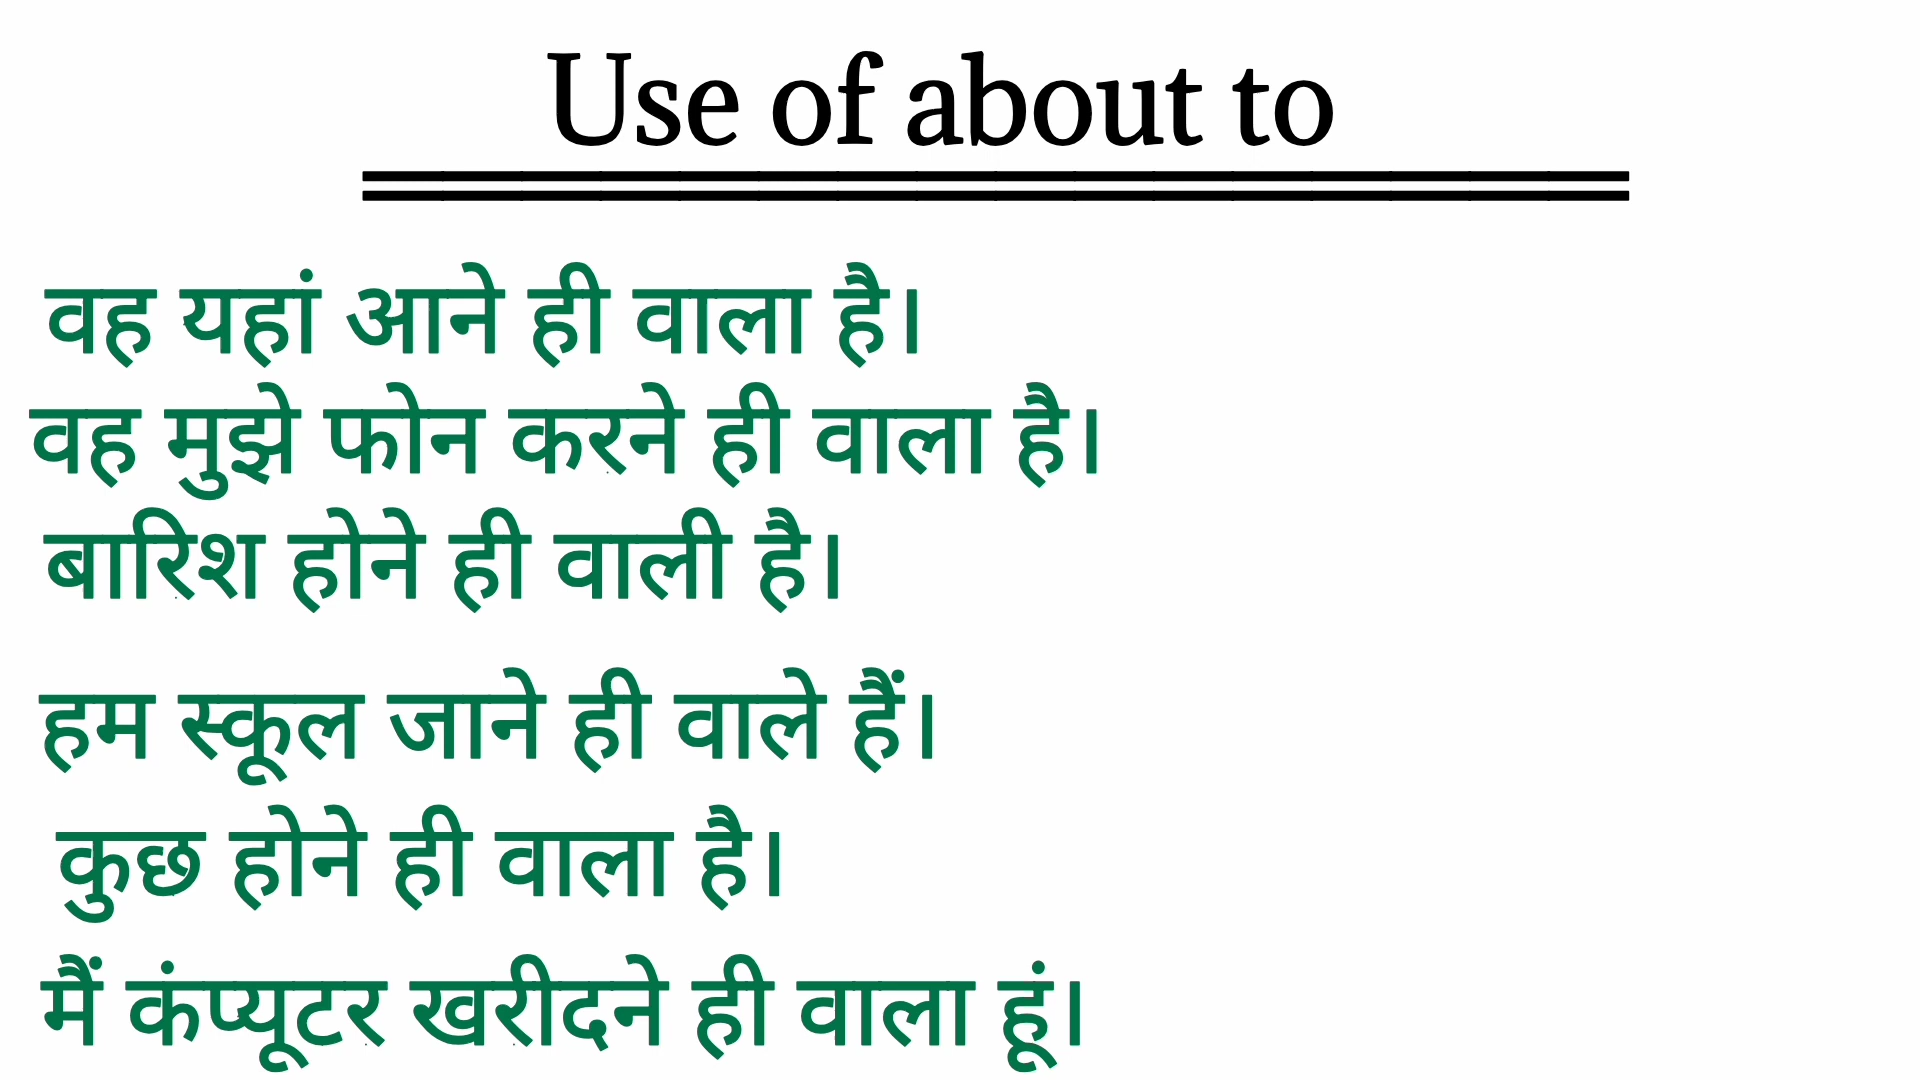 Use of about to
वह यहां आने ही वाला है।
वह मुझे फोन करने ही वाला है।
बारिश होने ही वाली है।
हम स्कूल जाने ही वाले हैं।
कुछ होने ही वाला है।
मैं कंप्यूटर खरीदने ही वाला हूं।